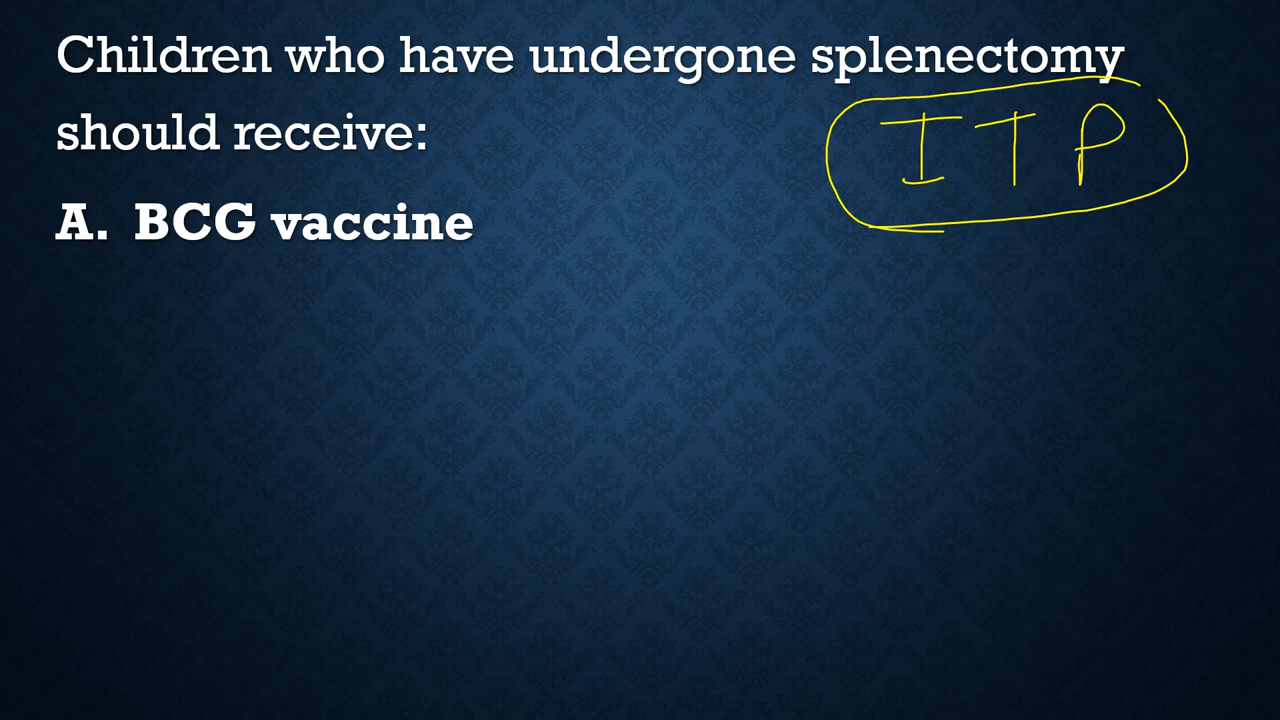 Children who have undergone splenectomy
should receive:
ITP
A. BCG vaccine